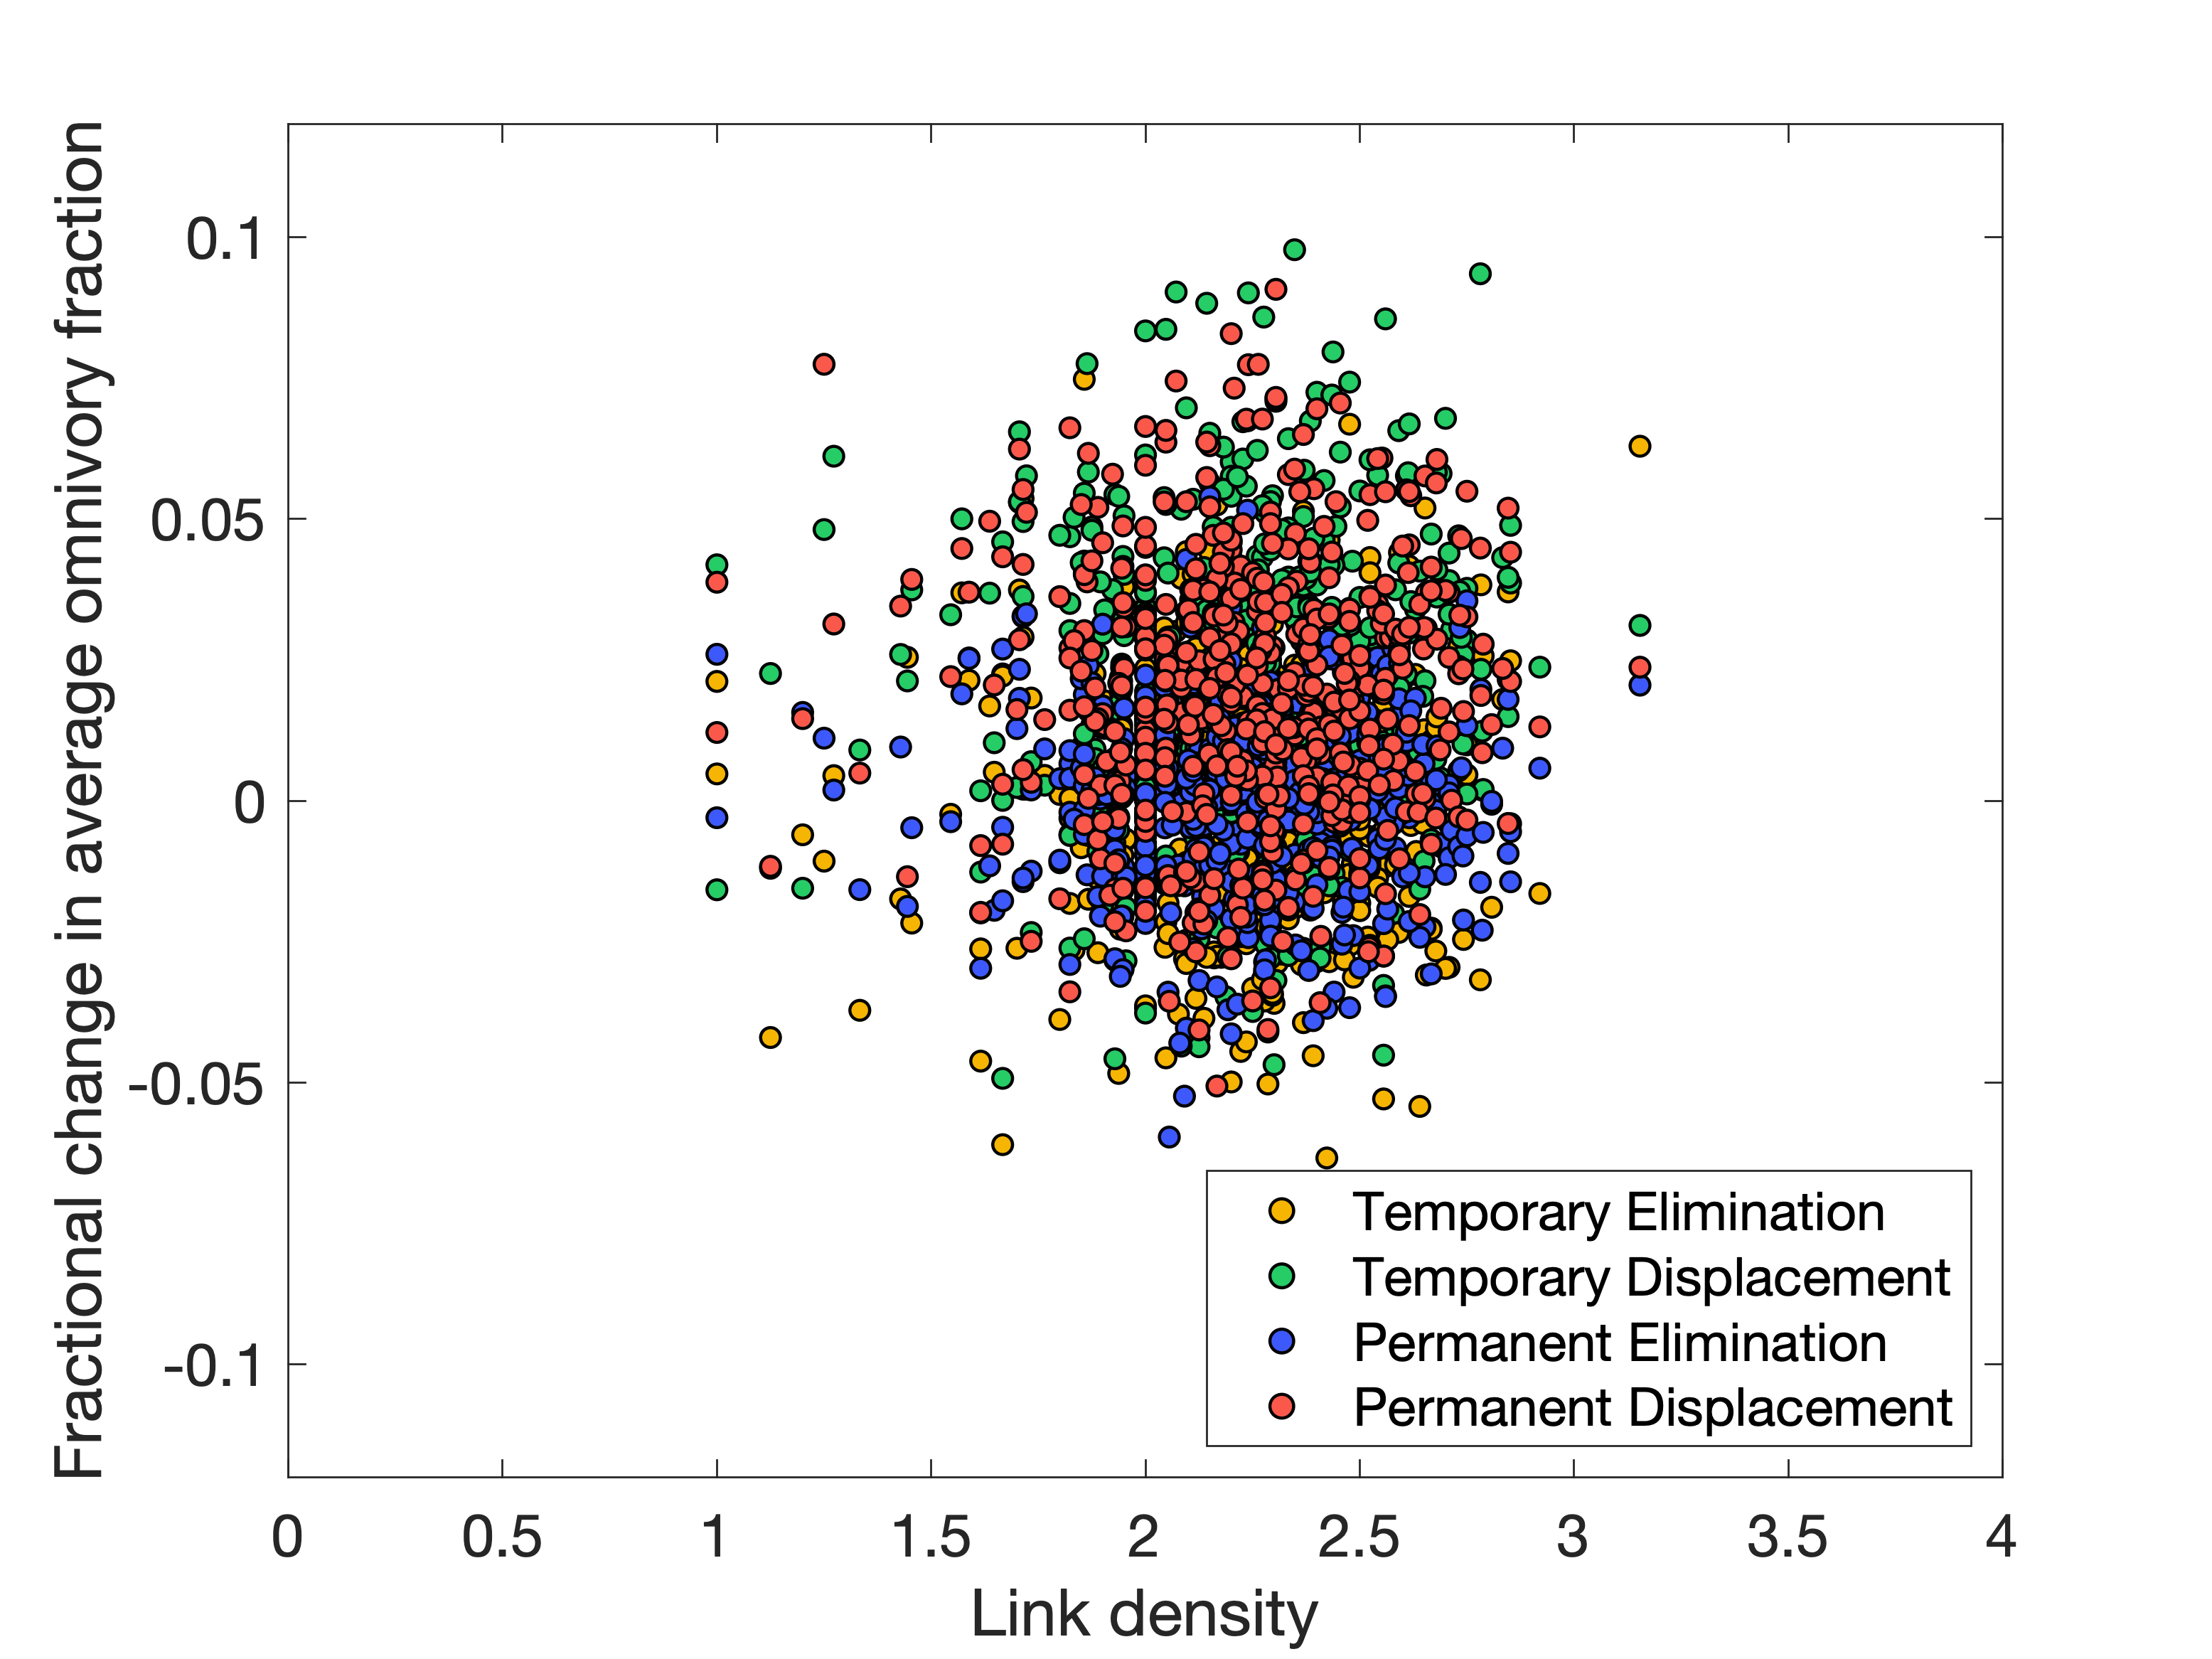 Fractional change in average omnivory fraction
0.1
0.05
0
-0.05
-0.1
Temporary Elimination
Temporary Displacement
Permanent Elimination
Permanent Displacement
0 0.5 1 1.5 2 2.5 3 3.5 4
Link density